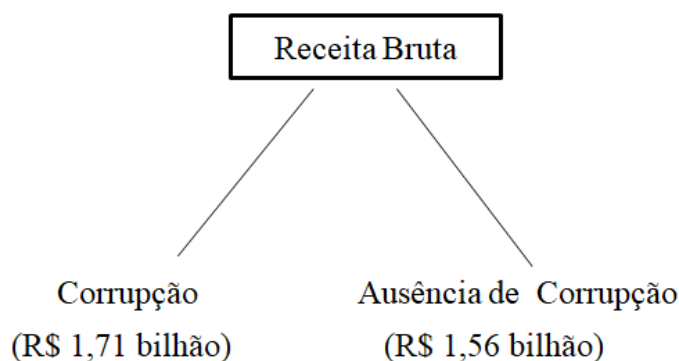 Receita Bruta
Corrupção
(R$ 1,71 bilhão)
Ausência de Corrupção
(R$ 1,56 bilhão)